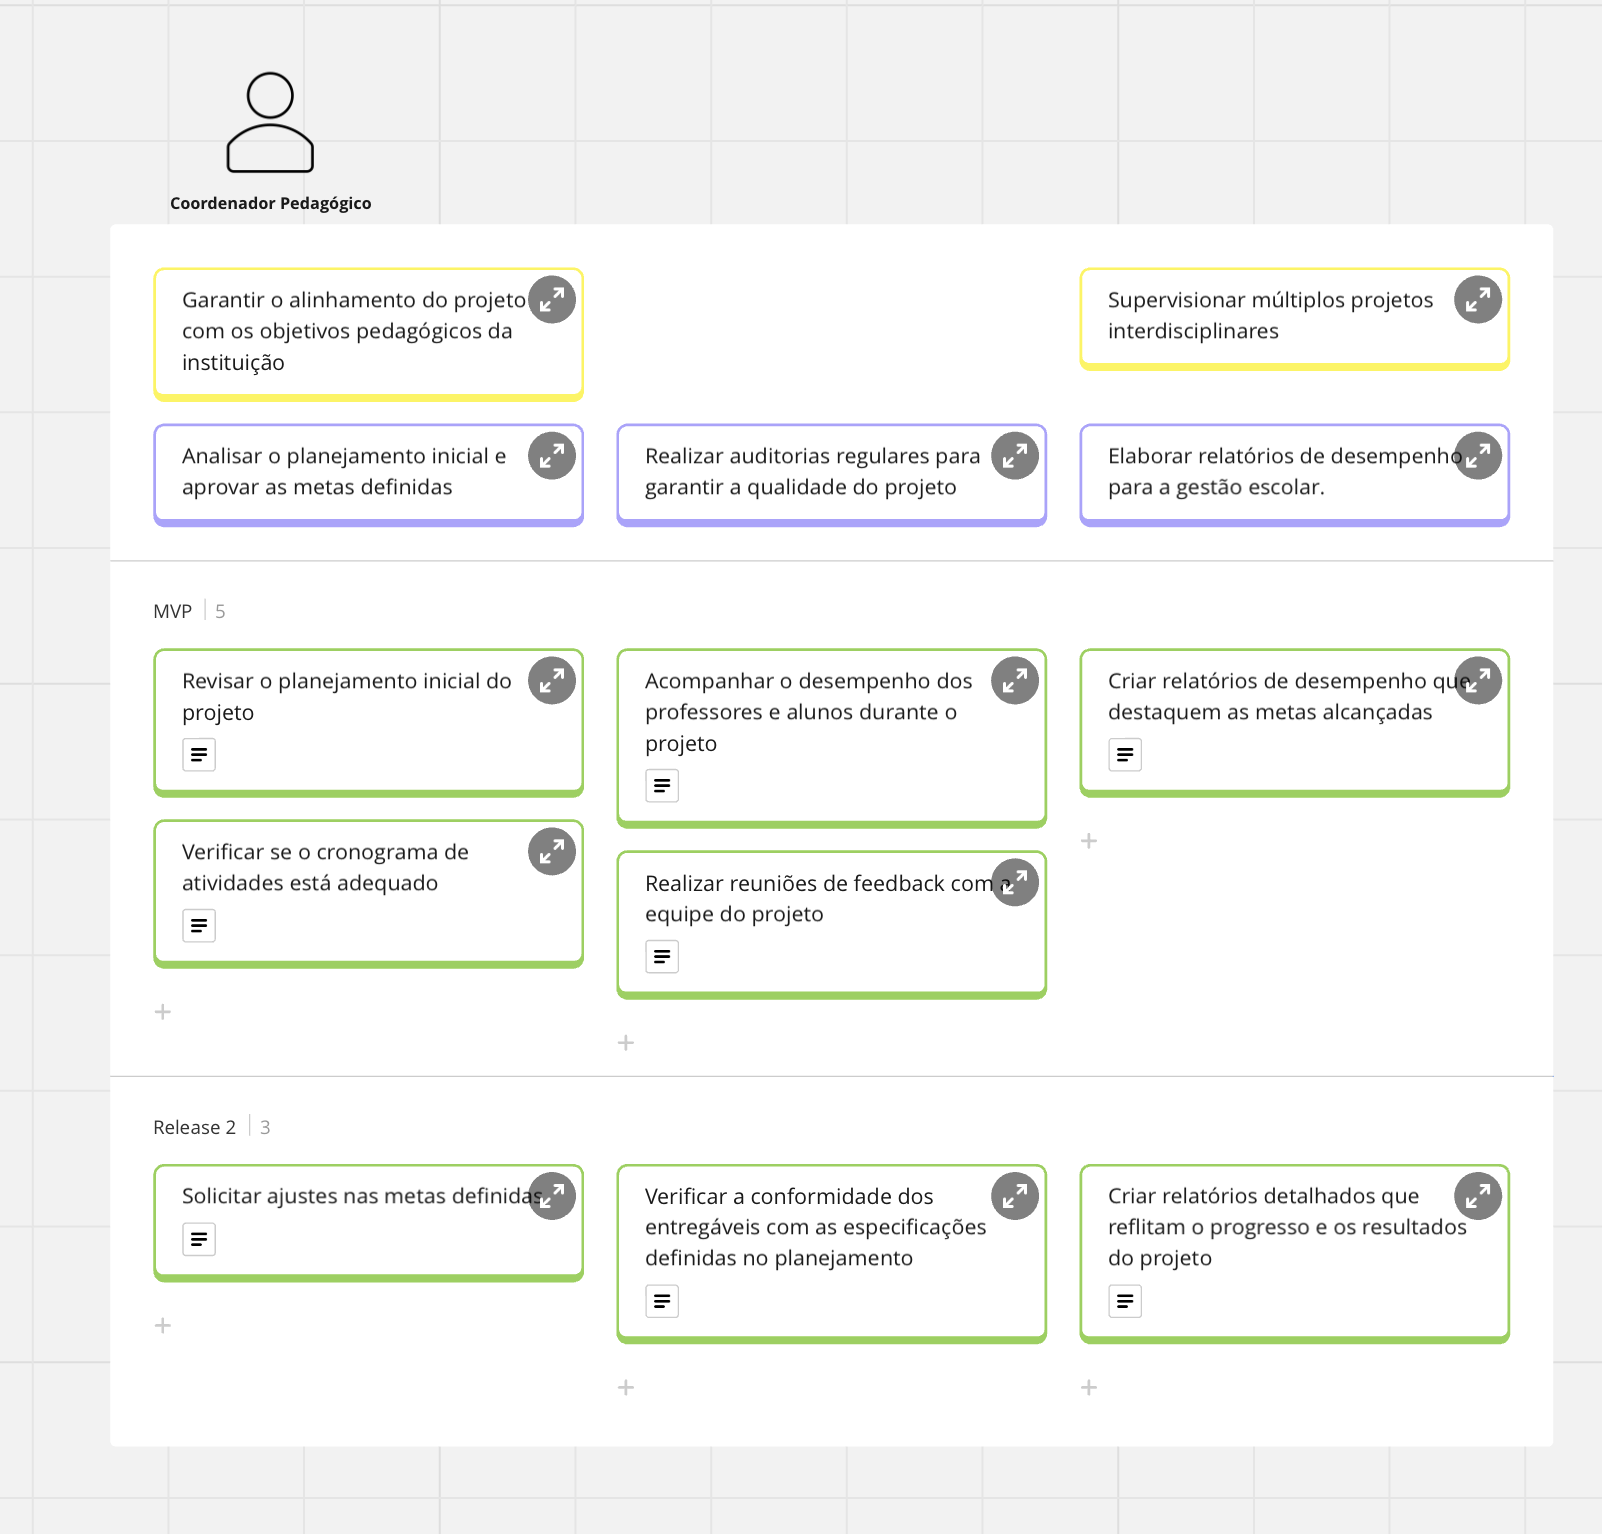 Coordenador Pedagógico
Garantir o alinhamento do projeto
com os objetivos pedagógicos da
instituição
Supervisionar múltiplos projetos
interdisciplinares
Analisar o planejamento inicial e
aprovar as metas definidas
Realizar auditorias regulares para
garantir a qualidade do projeto
Elaborar relatórios de desempenho
para a gestão escolar.
MVP 5
Revisar o planejamento inicial do
projeto
Verificar se o cronograma de
atividades está adequado
Acompanhar o desempenho dos
professores e alunos durante o
projeto
Realizar reuniões de feedback com a
equipe do projeto
Criar relatórios de desempenho que
destaquem as metas alcançadas
Release 2 3
Solicitar ajustes nas metas definidas
Verificar a conformidade dos
entregáveis com as especificações
definidas no planejamento
Criar relatórios detalhados que
reflitam o progresso e os resultados
do projeto